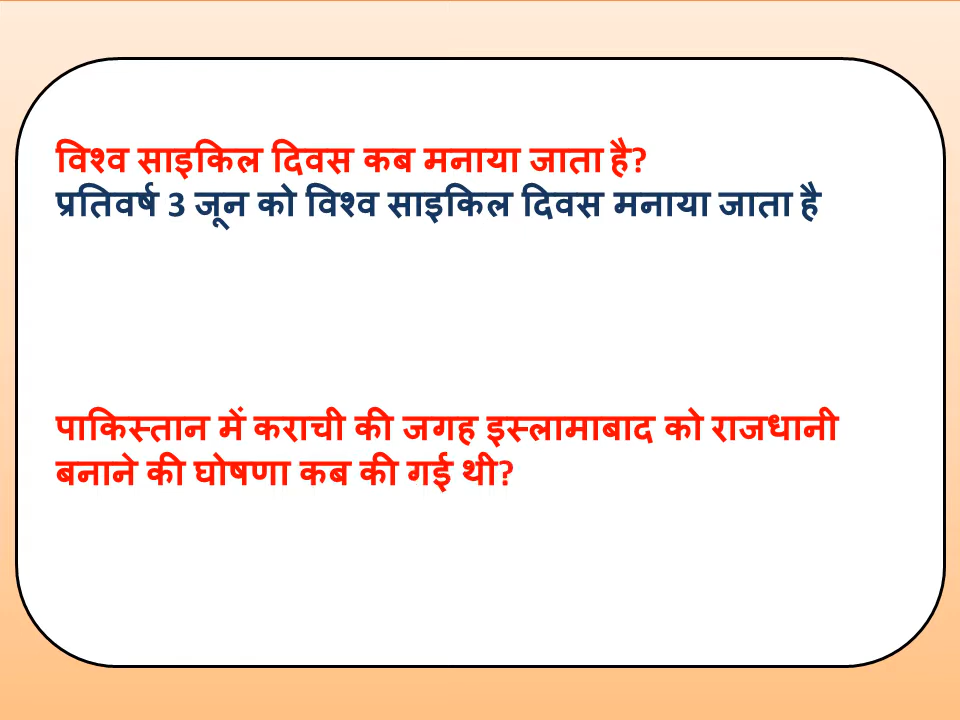 विश्व साइकिल दिवस कब मनाया जाता है?
प्रतिवर्ष 3 जून को विश्व साइकिल दिवस मनाया जाता है
पाकिस्तान में कराची की जगह इस्लामाबाद को राजधानी
बनाने की घोषणा कब की गई थी?